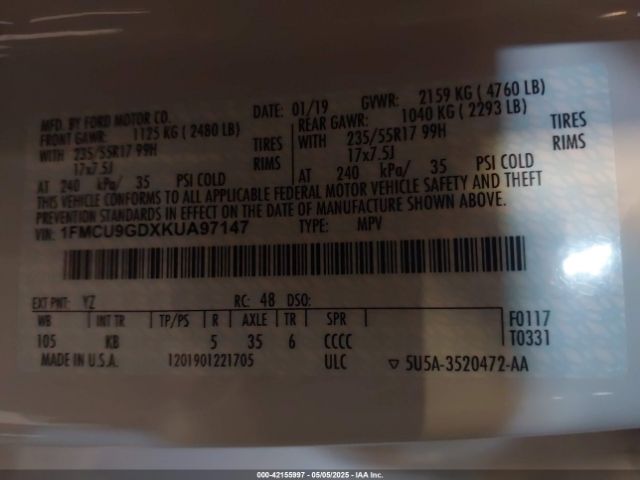 MFD. BY FORD MOTOR CO. DATE: 01/19 GVWR: 2159 KG ( 4760 LB)
FRONT GAWR: 1125 KG ( 2480 LB) REAR GAWR: 1040 KG ( 2293 LB)
WITH 235/55R17 99H TIRES WITH 235/55R17 99H TIRES
17x7.5J RIMS 17x7.5J RIMS
AT 240 kPa/ 35 PSI COLD AT 240 kPa/ 35 PSI COLD
THIS VEHICLE CONFORMS TO ALL APPLICABLE FEDERAL MOTOR VEHICLE SAFETY AND THEFT
PREVENTION STANDARDS IN EFFECT ON THE DATE OF MANUFACTURE SHOWN ABOVE.
VIN: 1FMCU9GDXKUA97147 TYPE: MPV
EXT PNT: YZ RC: 48 DSO:
WB INT TR TP/PS R AXLE TR SPR F0117
105 KB 5 35 6 CCCC T0331
MADE IN U.S.A. 1201901221705 ULC ▽ 5U5A-3520472-AA
000-42155997 - 05/05/2025 - IAA Inc.